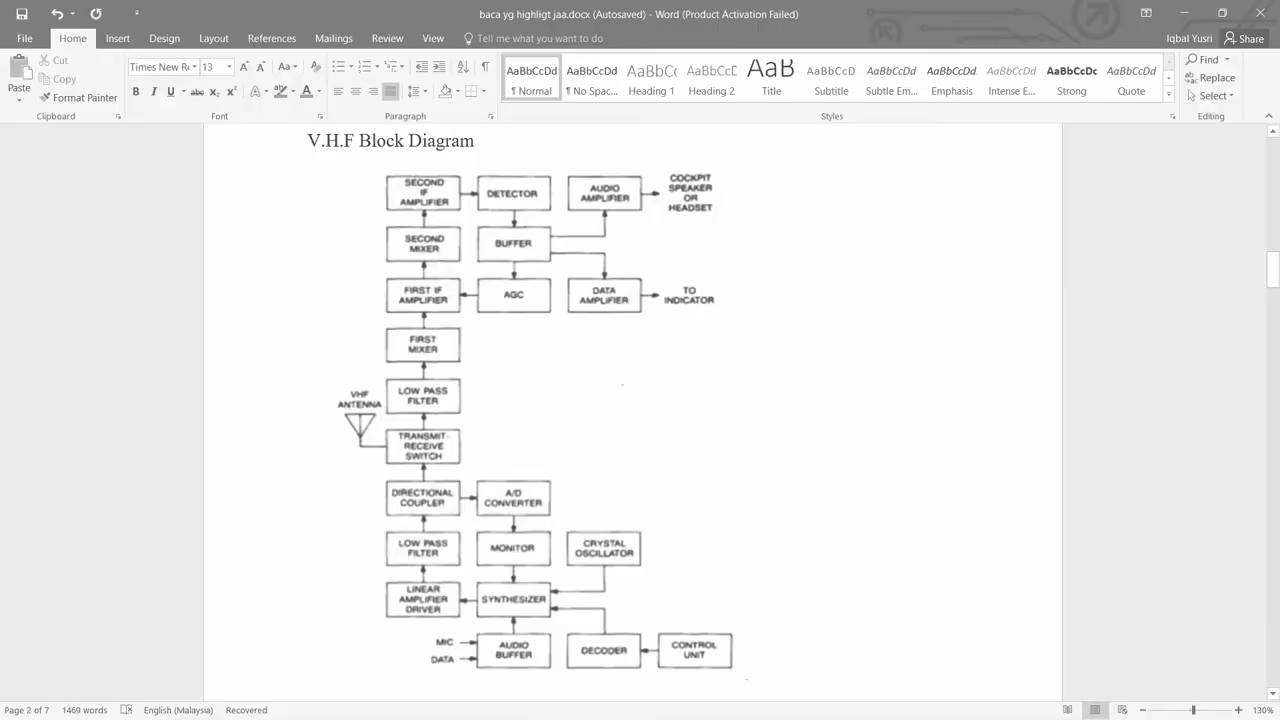 baca yg highligt jaa.docx (Autosaved) - Word (Product Activation Failed)
File Home Insert Design Layout References Mailings Review View Tell me what you want to do Iqbal Yusri Share
Paste
Cut
Copy
Format Painter
Clipboard
Times New Ro 13
Font
Paragraph
AaBbCcDd AaBbCcDd AaBbCc AaBbCcD AaB AaBbCcDd AaBbCcDd AaBbCcDd AaBbCcDd AaBbCcDc AaBbCcDd
¶ Normal ¶ No Spac... Heading 1 Heading 2 Title Subtitle Subtle Em... Emphasis Intense E... Strong Quote
Styles
Find
Replace
Select
Editing
V.H.F Block Diagram
SECOND
IF
AMPLIFIER
DETECTOR
AUDIO
AMPLIFIER
COCKPIT
SPEAKER
OR
HEADSET
SECOND
MIXER
BUFFER
FIRST IF
AMPLIFIER
AGC
DATA
AMPLIFIER
TO
INDICATOR
FIRST
MIXER
LOW PASS
FILTER
VHF
ANTENNA
TRANSMIT-
RECEIVE
SWITCH
DIRECTIONAL
COUPLER
A/D
CONVERTER
LOW PASS
FILTER
MONITOR
CRYSTAL
OSCILLATOR
LINEAR
AMPLIFIER
DRIVER
SYNTHESIZER
MIC
DATA
AUDIO
BUFFER
DECODER
CONTROL
UNIT
Page 2 of 7 1469 words English (Malaysia) Recovered 130%